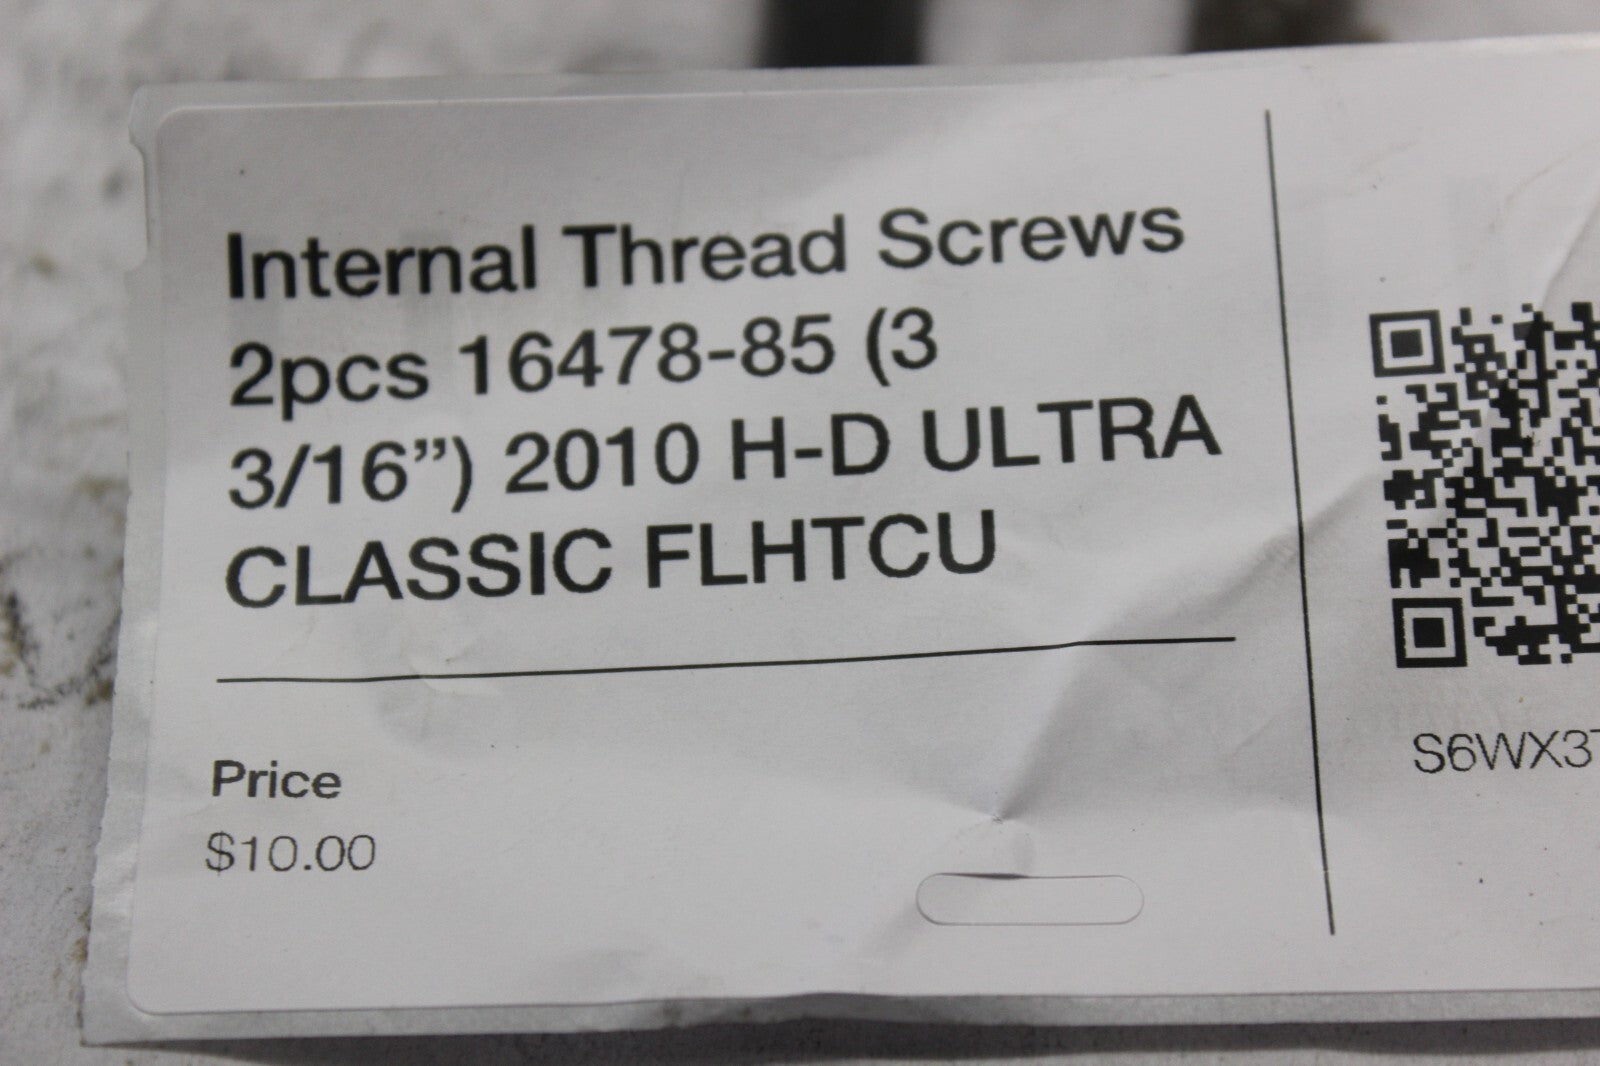 Internal Thread Screws
2pcs 16478-85 (3
3/16”) 2010 H-D ULTRA
CLASSIC FLHTCU
Price
$10.00
S6WX3